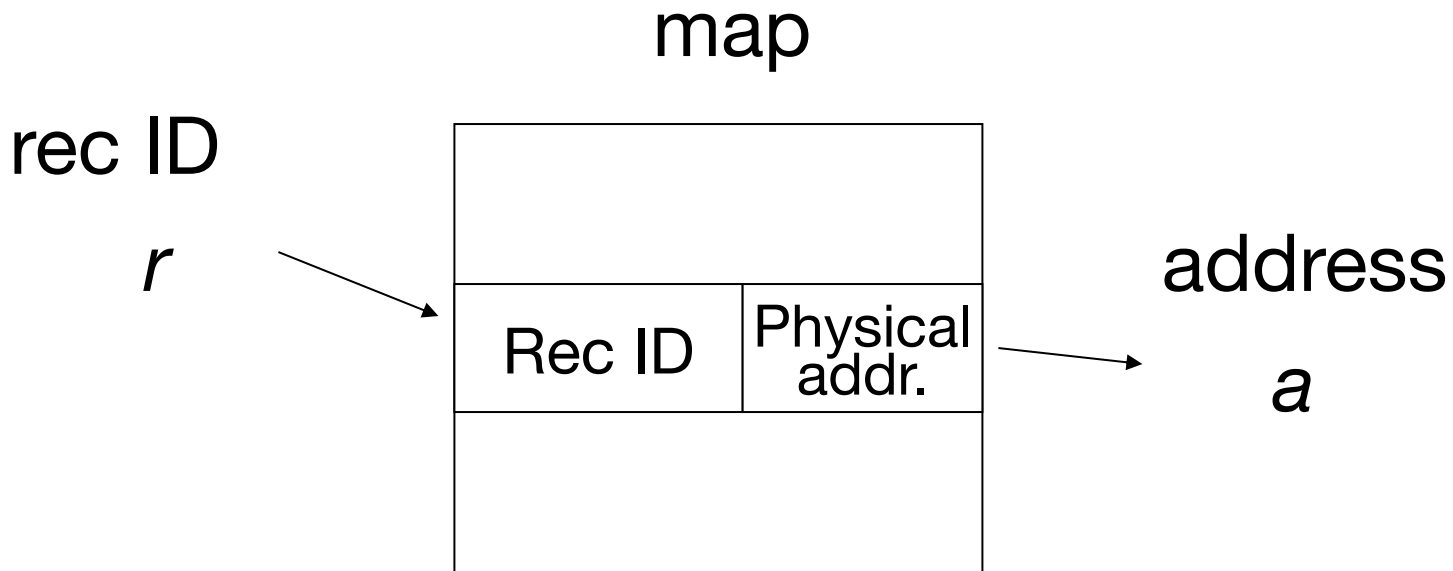 map
rec ID
r
Rec ID
Physical
addr.
address
a